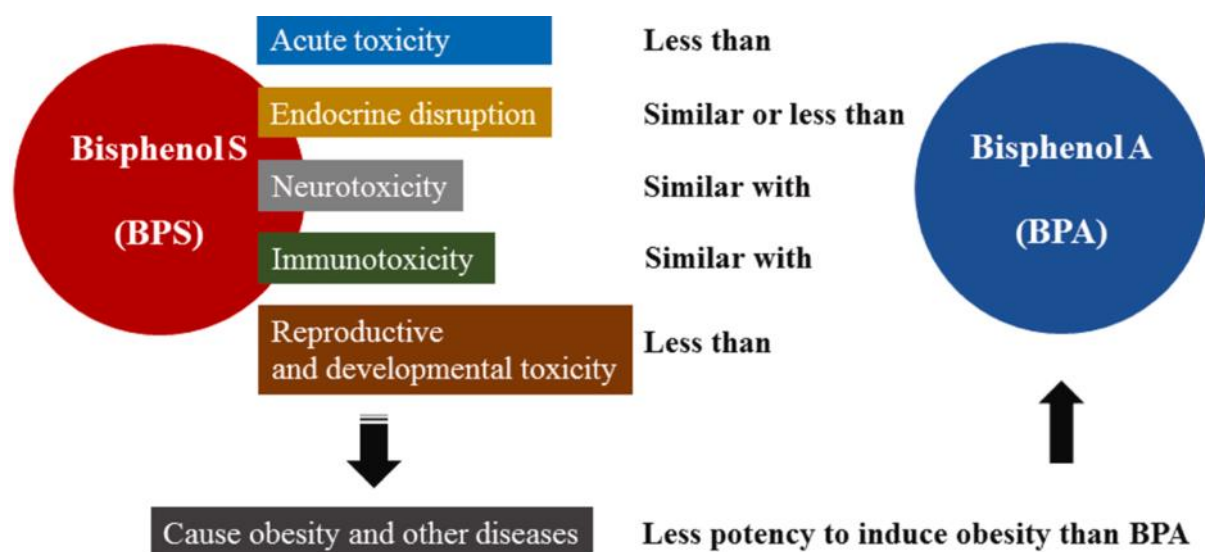 Acute toxicity Less than
Endocrine disruption Similar or less than
Bisphenol S
(BPS)
Bisphenol A
(BPA)
Neurotoxicity Similar with
Immunotoxicity Similar with
Reproductive
and developmental toxicity Less than
Cause obesity and other diseases Less potency to induce obesity than BPA